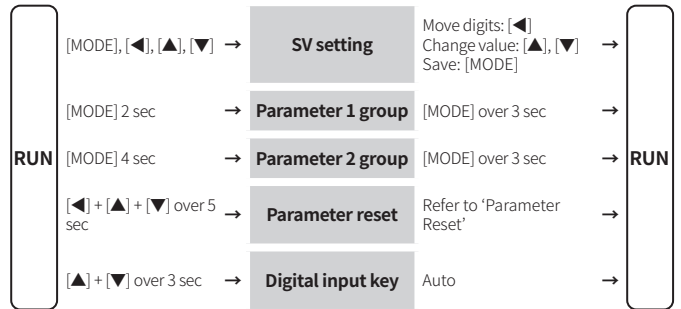 [MODE], [◀], [▲], [▼] → SV setting Move digits: [◀]
Change value: [▲], [▼] →
Save: [MODE]
[MODE] 2 sec → Parameter 1 group [MODE] over 3 sec →
RUN [MODE] 4 sec → Parameter 2 group [MODE] over 3 sec → RUN
[◀] + [▲] + [▼] over 5
sec → Parameter reset Refer to ‘Parameter
Reset’ →
[▲] + [▼] over 3 sec → Digital input key Auto →